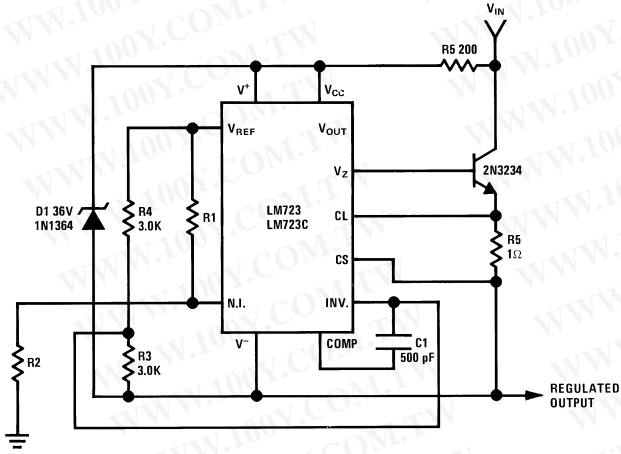 V_IN
R5 200
V+
V_CC
V_REF
V_OUT
V_Z
2N3234
D1 36V
1N1364
R4
3.0K
R1
LM723
LM723C
CL
R5
1Ω
CS
N.I.
INV.
V−
COMP
C1
500 pF
R2
R3
3.0K
REGULATED
OUTPUT
WWW.100Y.COM.TW